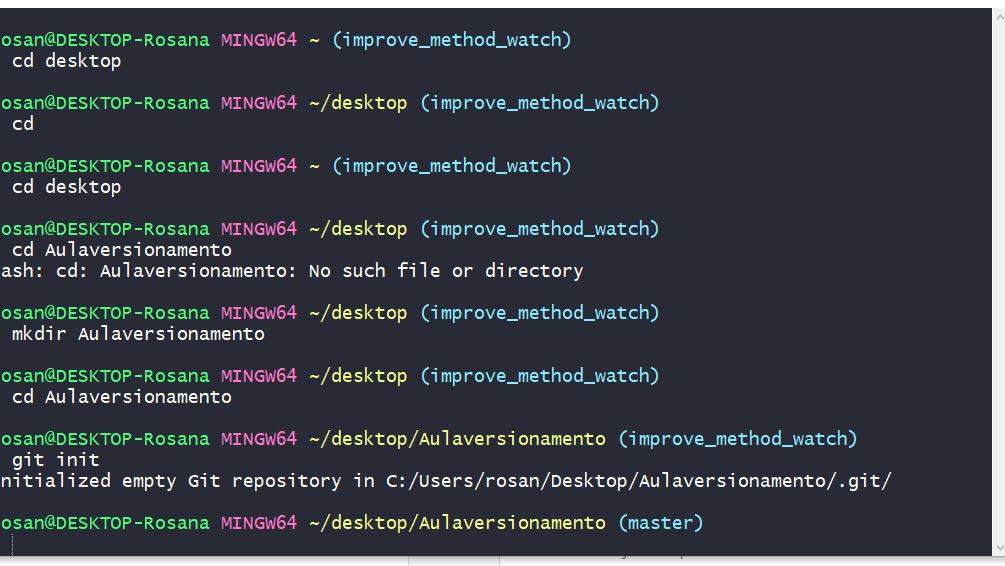 osan@DESKTOP-Rosana MINGW64 ~ (improve_method_watch)
cd desktop
osan@DESKTOP-Rosana MINGW64 ~/desktop (improve_method_watch)
cd
osan@DESKTOP-Rosana MINGW64 ~ (improve_method_watch)
cd desktop
osan@DESKTOP-Rosana MINGW64 ~/desktop (improve_method_watch)
cd Aulaversionamento
ash: cd: Aulaversionamento: No such file or directory
osan@DESKTOP-Rosana MINGW64 ~/desktop (improve_method_watch)
mkdir Aulaversionamento
osan@DESKTOP-Rosana MINGW64 ~/desktop (improve_method_watch)
cd Aulaversionamento
osan@DESKTOP-Rosana MINGW64 ~/desktop/Aulaversionamento (improve_method_watch)
git init
nitialized empty Git repository in C:/Users/rosan/Desktop/Aulaversionamento/.git/
osan@DESKTOP-Rosana MINGW64 ~/desktop/Aulaversionamento (master)